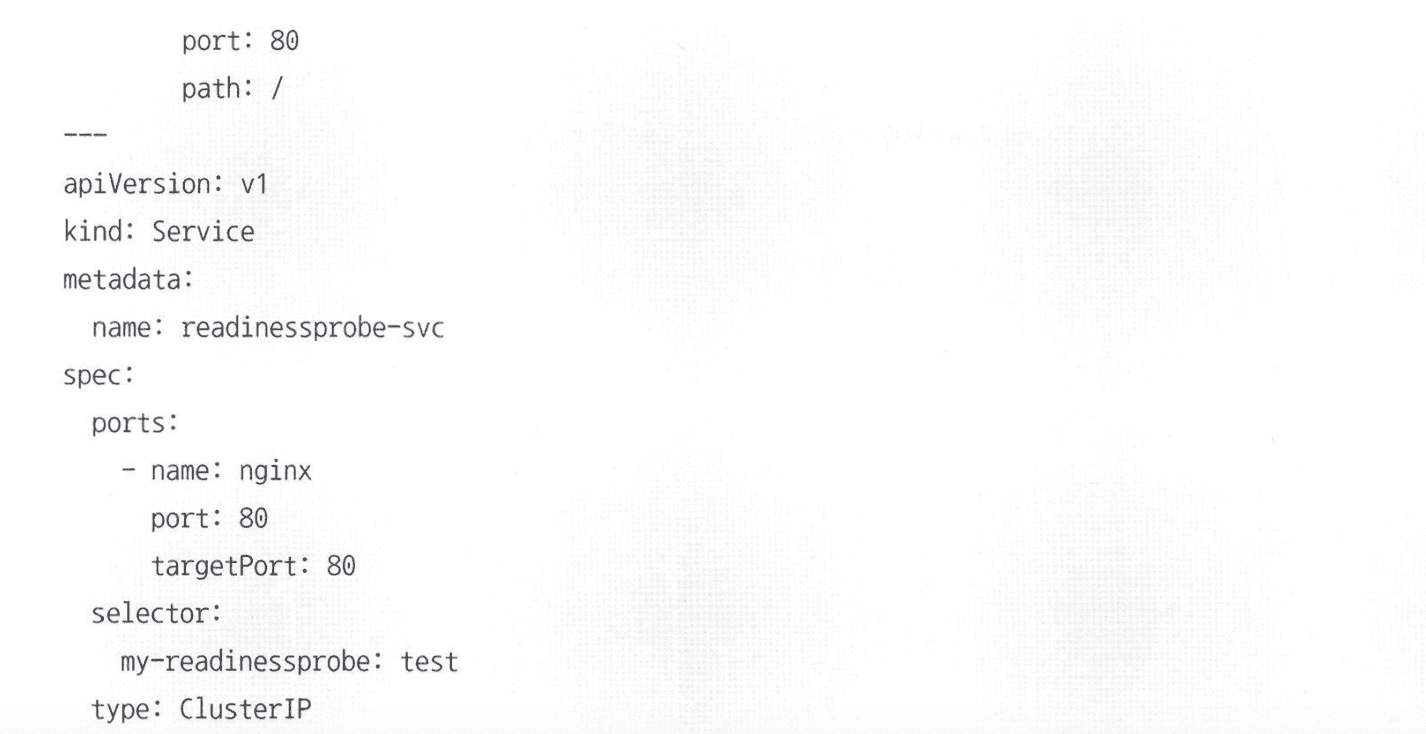 port: 80
        path: /
---
apiVersion: v1
kind: Service
metadata:
  name: readinessprobe-svc
spec:
  ports:
    - name: nginx
      port: 80
      targetPort: 80
  selector:
    my-readinessprobe: test
  type: ClusterIP